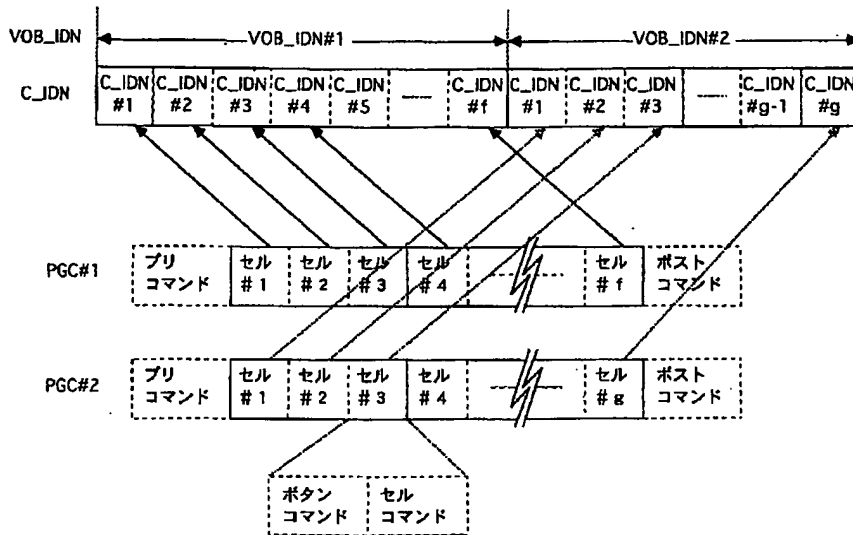 VOB_IDN VOB_IDN#1 VOB_IDN#2
C_IDN C_IDN C_IDN C_IDN C_IDN C_IDN C_IDN C_IDN C_IDN C_IDN C_IDN C_IDN
#1 #2 #3 #4 #5 #f #1 #2 #3 #g-1 #g
PGC#1 プリ セル セル セル セル セル ポスト
コマンド #1 #2 #3 #4 #f コマンド
PGC#2 プリ セル セル セル セル セル ポスト
コマンド #1 #2 #3 #4 #g コマンド
ボタン セル
コマンド コマンド